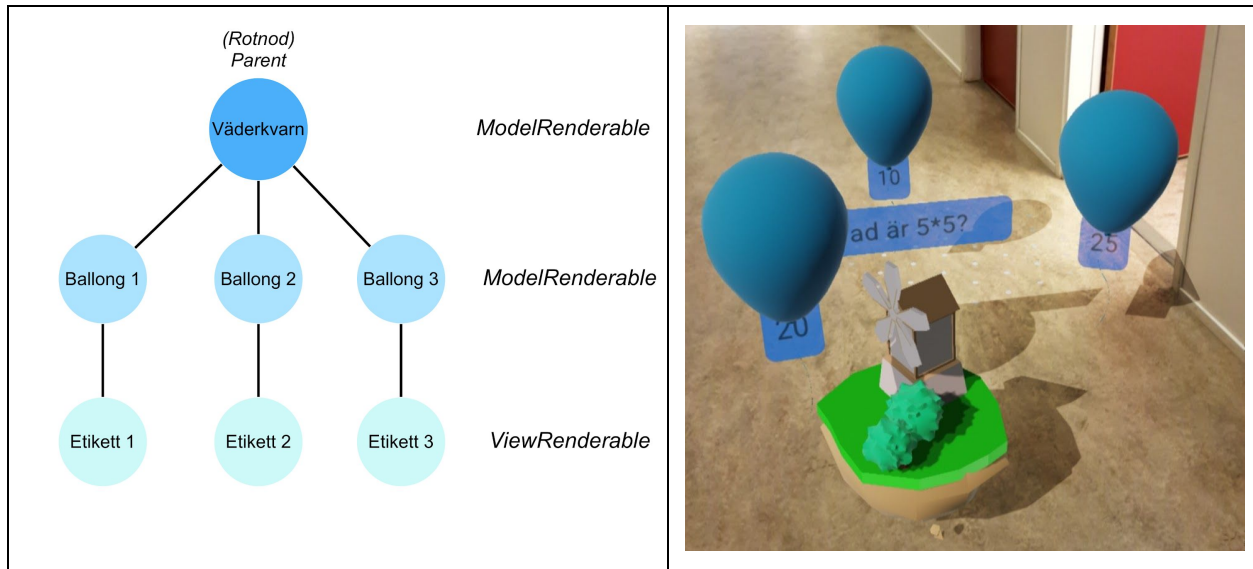 (Rotnod)
Parent
Väderkvarn
ModelRenderable
Ballong 1
Ballong 2
Ballong 3
ModelRenderable
Etikett 1
Etikett 2
Etikett 3
ViewRenderable
10
ad är 5*5?
25
20